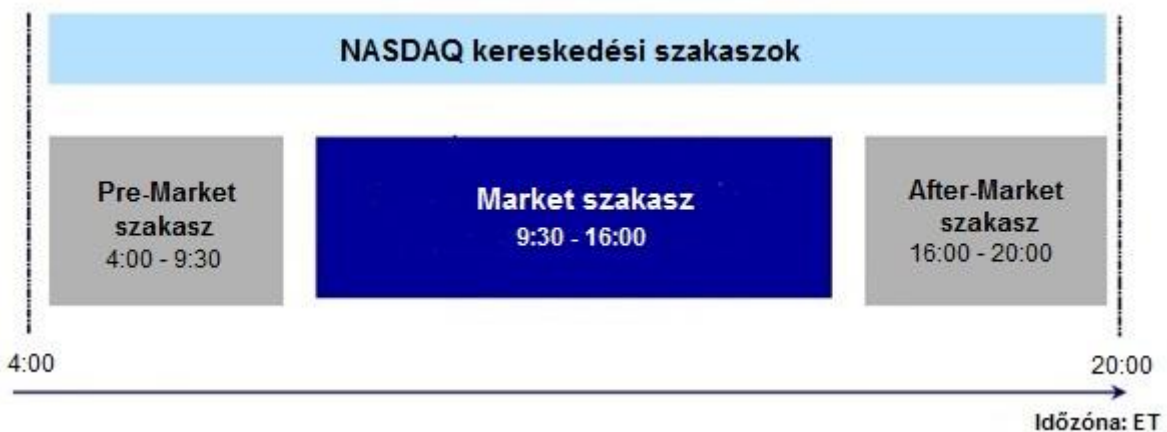 NASDAQ kereskedési szakaszok
Pre-Market
szakasz
4:00 - 9:30
Market szakasz
9:30 - 16:00
After-Market
szakasz
16:00 - 20:00
4:00
20:00
Időzóna: ET